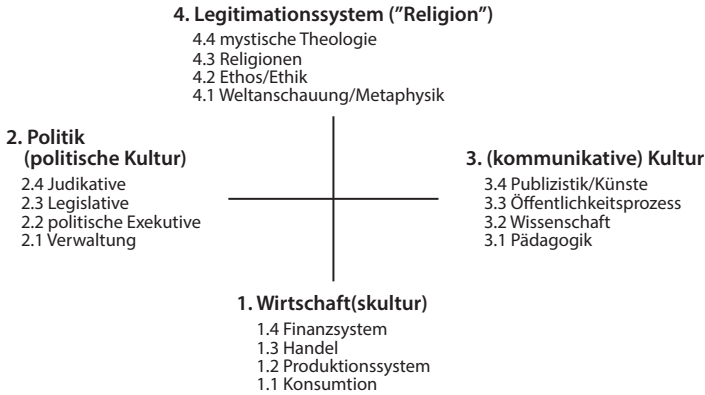 4. Legitimationssystem (”Religion”)
4.4 mystische Theologie
4.3 Religionen
4.2 Ethos/Ethik
4.1 Weltanschauung/Metaphysik
2. Politik
(politische Kultur)
2.4 Judikative
2.3 Legislative
2.2 politische Exekutive
2.1 Verwaltung
3. (kommunikative) Kultur
3.4 Publizistik/Künste
3.3 Öffentlichkeitsprozess
3.2 Wissenschaft
3.1 Pädagogik
1. Wirtschaft(skultur)
1.4 Finanzsystem
1.3 Handel
1.2 Produktionssystem
1.1 Konsumtion